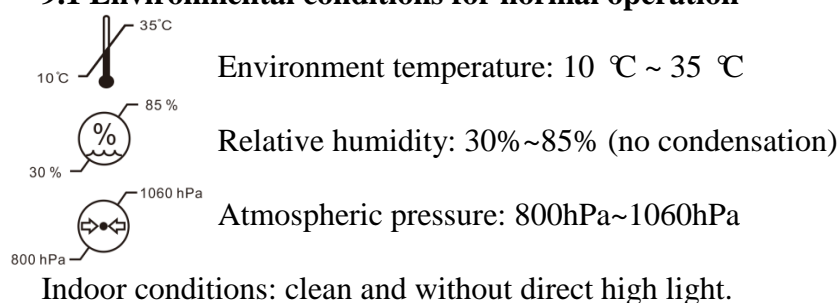 9.1 Environmental conditions for normal operation
35℃
10℃
Environment temperature: 10 ℃ ~ 35 ℃
85 %
%
Relative humidity: 30%~85% (no condensation)
30 %
1060 hPa
Atmospheric pressure: 800hPa~1060hPa
800 hPa
Indoor conditions: clean and without direct high light.